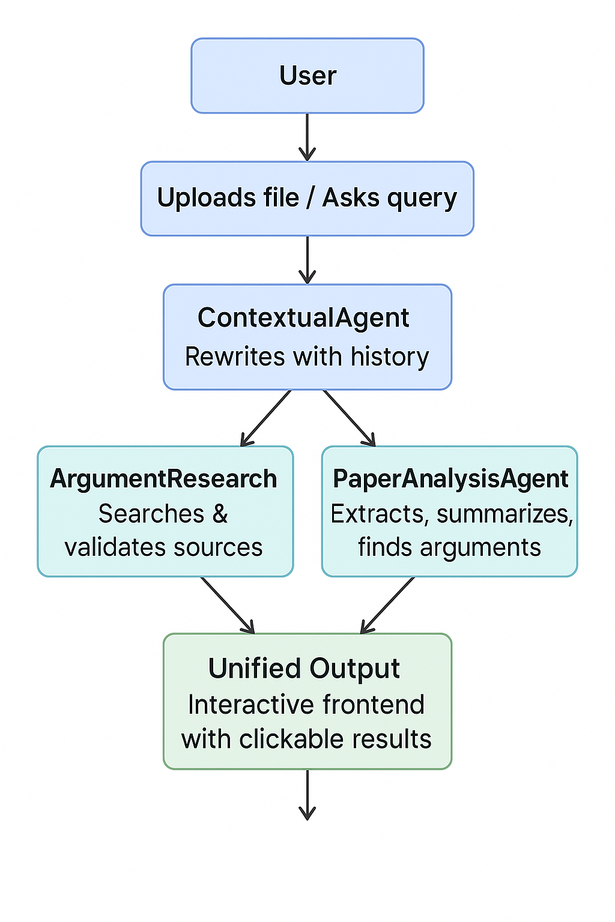 User
Uploads file / Asks query
ContextualAgent
Rewrites with history
ArgumentResearch
Searches &
validates sources
PaperAnalysisAgent
Extracts, summarizes,
finds arguments
Unified Output
Interactive frontend
with clickable results